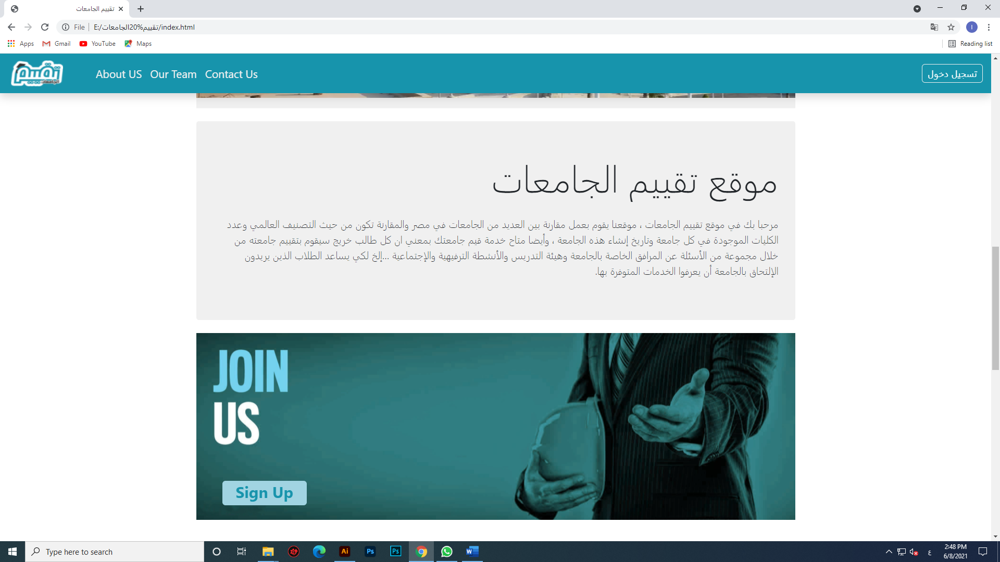 تقييم الجامعات
File
E:/تقييم%20الجامعات/index.html
Apps
Gmail
YouTube
Maps
Reading list
تقييم
الجامعات
About US
Our Team
Contact Us
تسجيل دخول
موقع تقييم الجامعات
مرحبا بك في موقع تقييم الجامعات ، موقعنا يقوم بعمل مقارنة بين العديد من الجامعات في مصر والمقارنة تكون من حيث التصنيف العالمي وعدد
الكليات الموجودة في كل جامعة وتاريخ إنشاء هذه الجامعة ، وأيضا متاح خدمة قيم جامعتك بمعني ان كل طالب خريج سيقوم بتقييم جامعته من
خلال مجموعة من الأسئلة عن المرافق الخاصة بالجامعة وهيئة التدريس والأنشطة الترفيهية والإجتماعية ...إلخ لكي يساعد الطلاب الذين يريدون
الإلتحاق بالجامعة أن يعرفوا الخدمات المتوفرة بها.
JOIN
US
Sign Up
Type here to search
Ai
Ps
Ps
W
ع
2:48 PM
6/8/2021